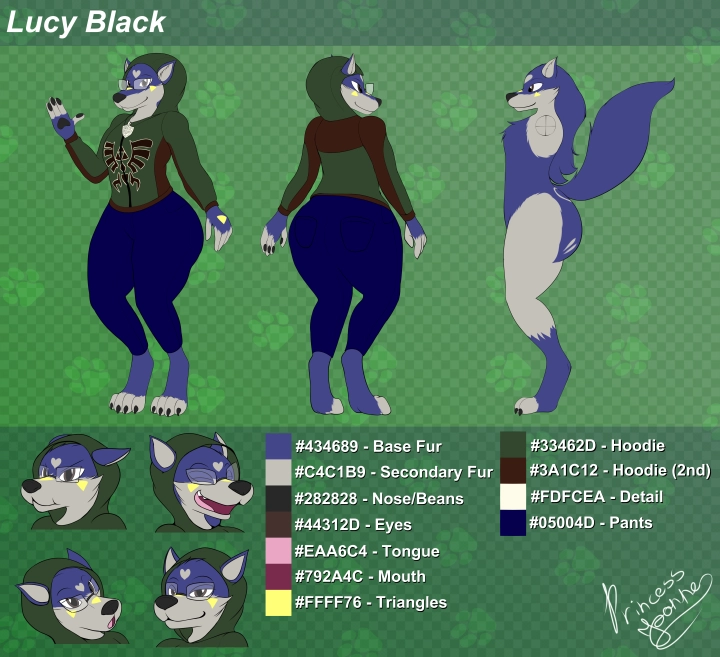 Lucy Black
#434689 - Base Fur
#C4C1B9 - Secondary Fur
#282828 - Nose/Beans
#44312D - Eyes
#EAA6C4 - Tongue
#792A4C - Mouth
#FFFF76 - Triangles
#33462D - Hoodie
#3A1C12 - Hoodie (2nd)
#FDFCEA - Detail
#05004D - Pants
Princess